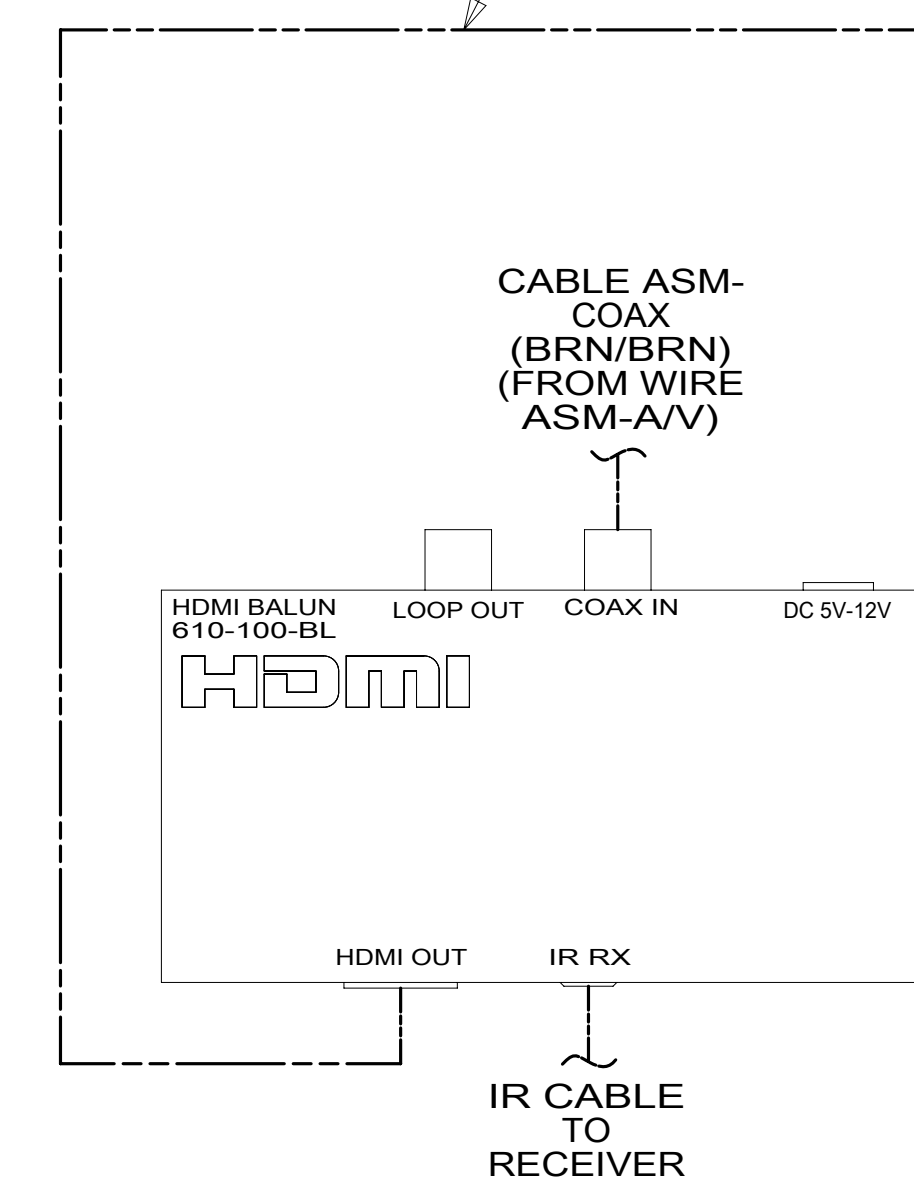 CABLE ASM-
COAX
(BRN/BRN)
(FROM WIRE
ASM-A/V)
HDMI BALUN
610-100-BL
LOOP OUT
COAX IN
DC 5V-12V
HDMI
HDMI OUT
IR RX
IR CABLE
TO
RECEIVER